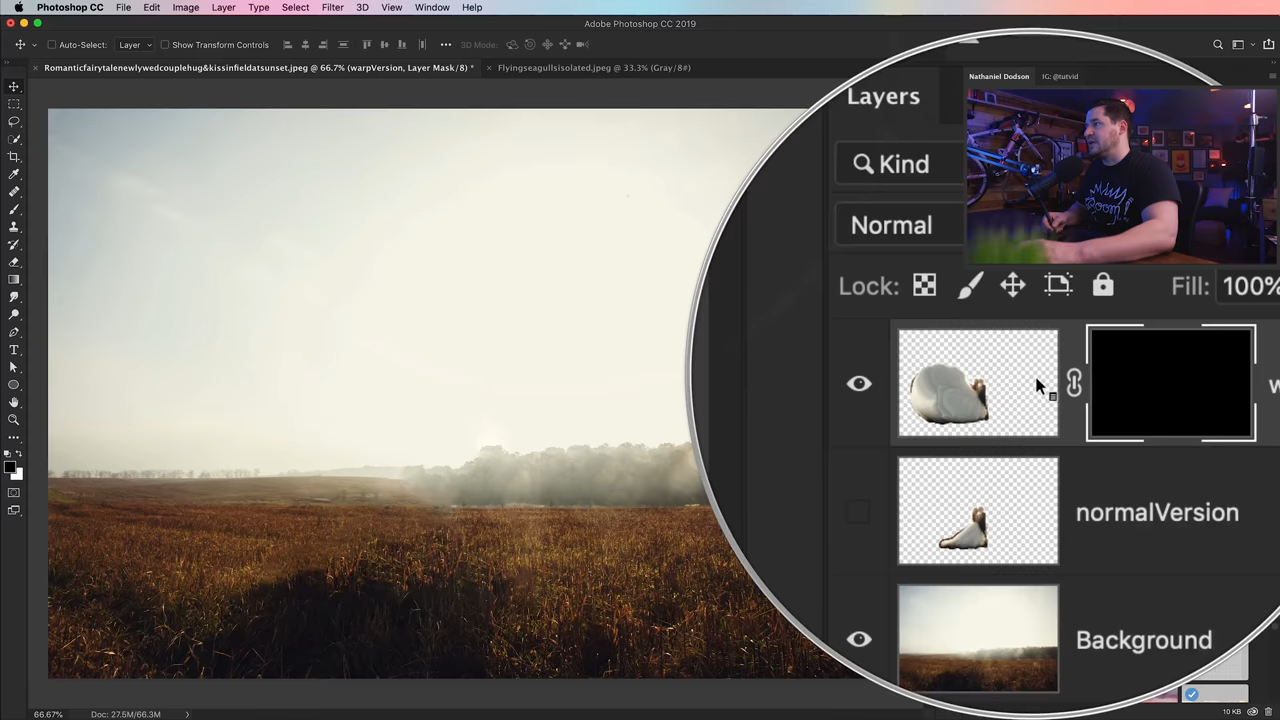 Photoshop CC File Edit Image Layer Type Select Filter 3D View Window Help
Adobe Photoshop CC 2019
Auto-Select: Layer Show Transform Controls 3D Mode:
× Romanticfairytalenewlywedcouplehug&kissinfieldatsunset.jpeg @ 66.7% (warpVersion, Layer Mask/8) * × Flyingseagullsisolated.jpeg @ 33.3% (Gray/8#)
Nathaniel Dodson IG: @tutvid
Layers
Kind
Normal
Lock: Fill: 100%
w
normalVersion
Background
66.67% Doc: 27.5M/66.3M
10 KB